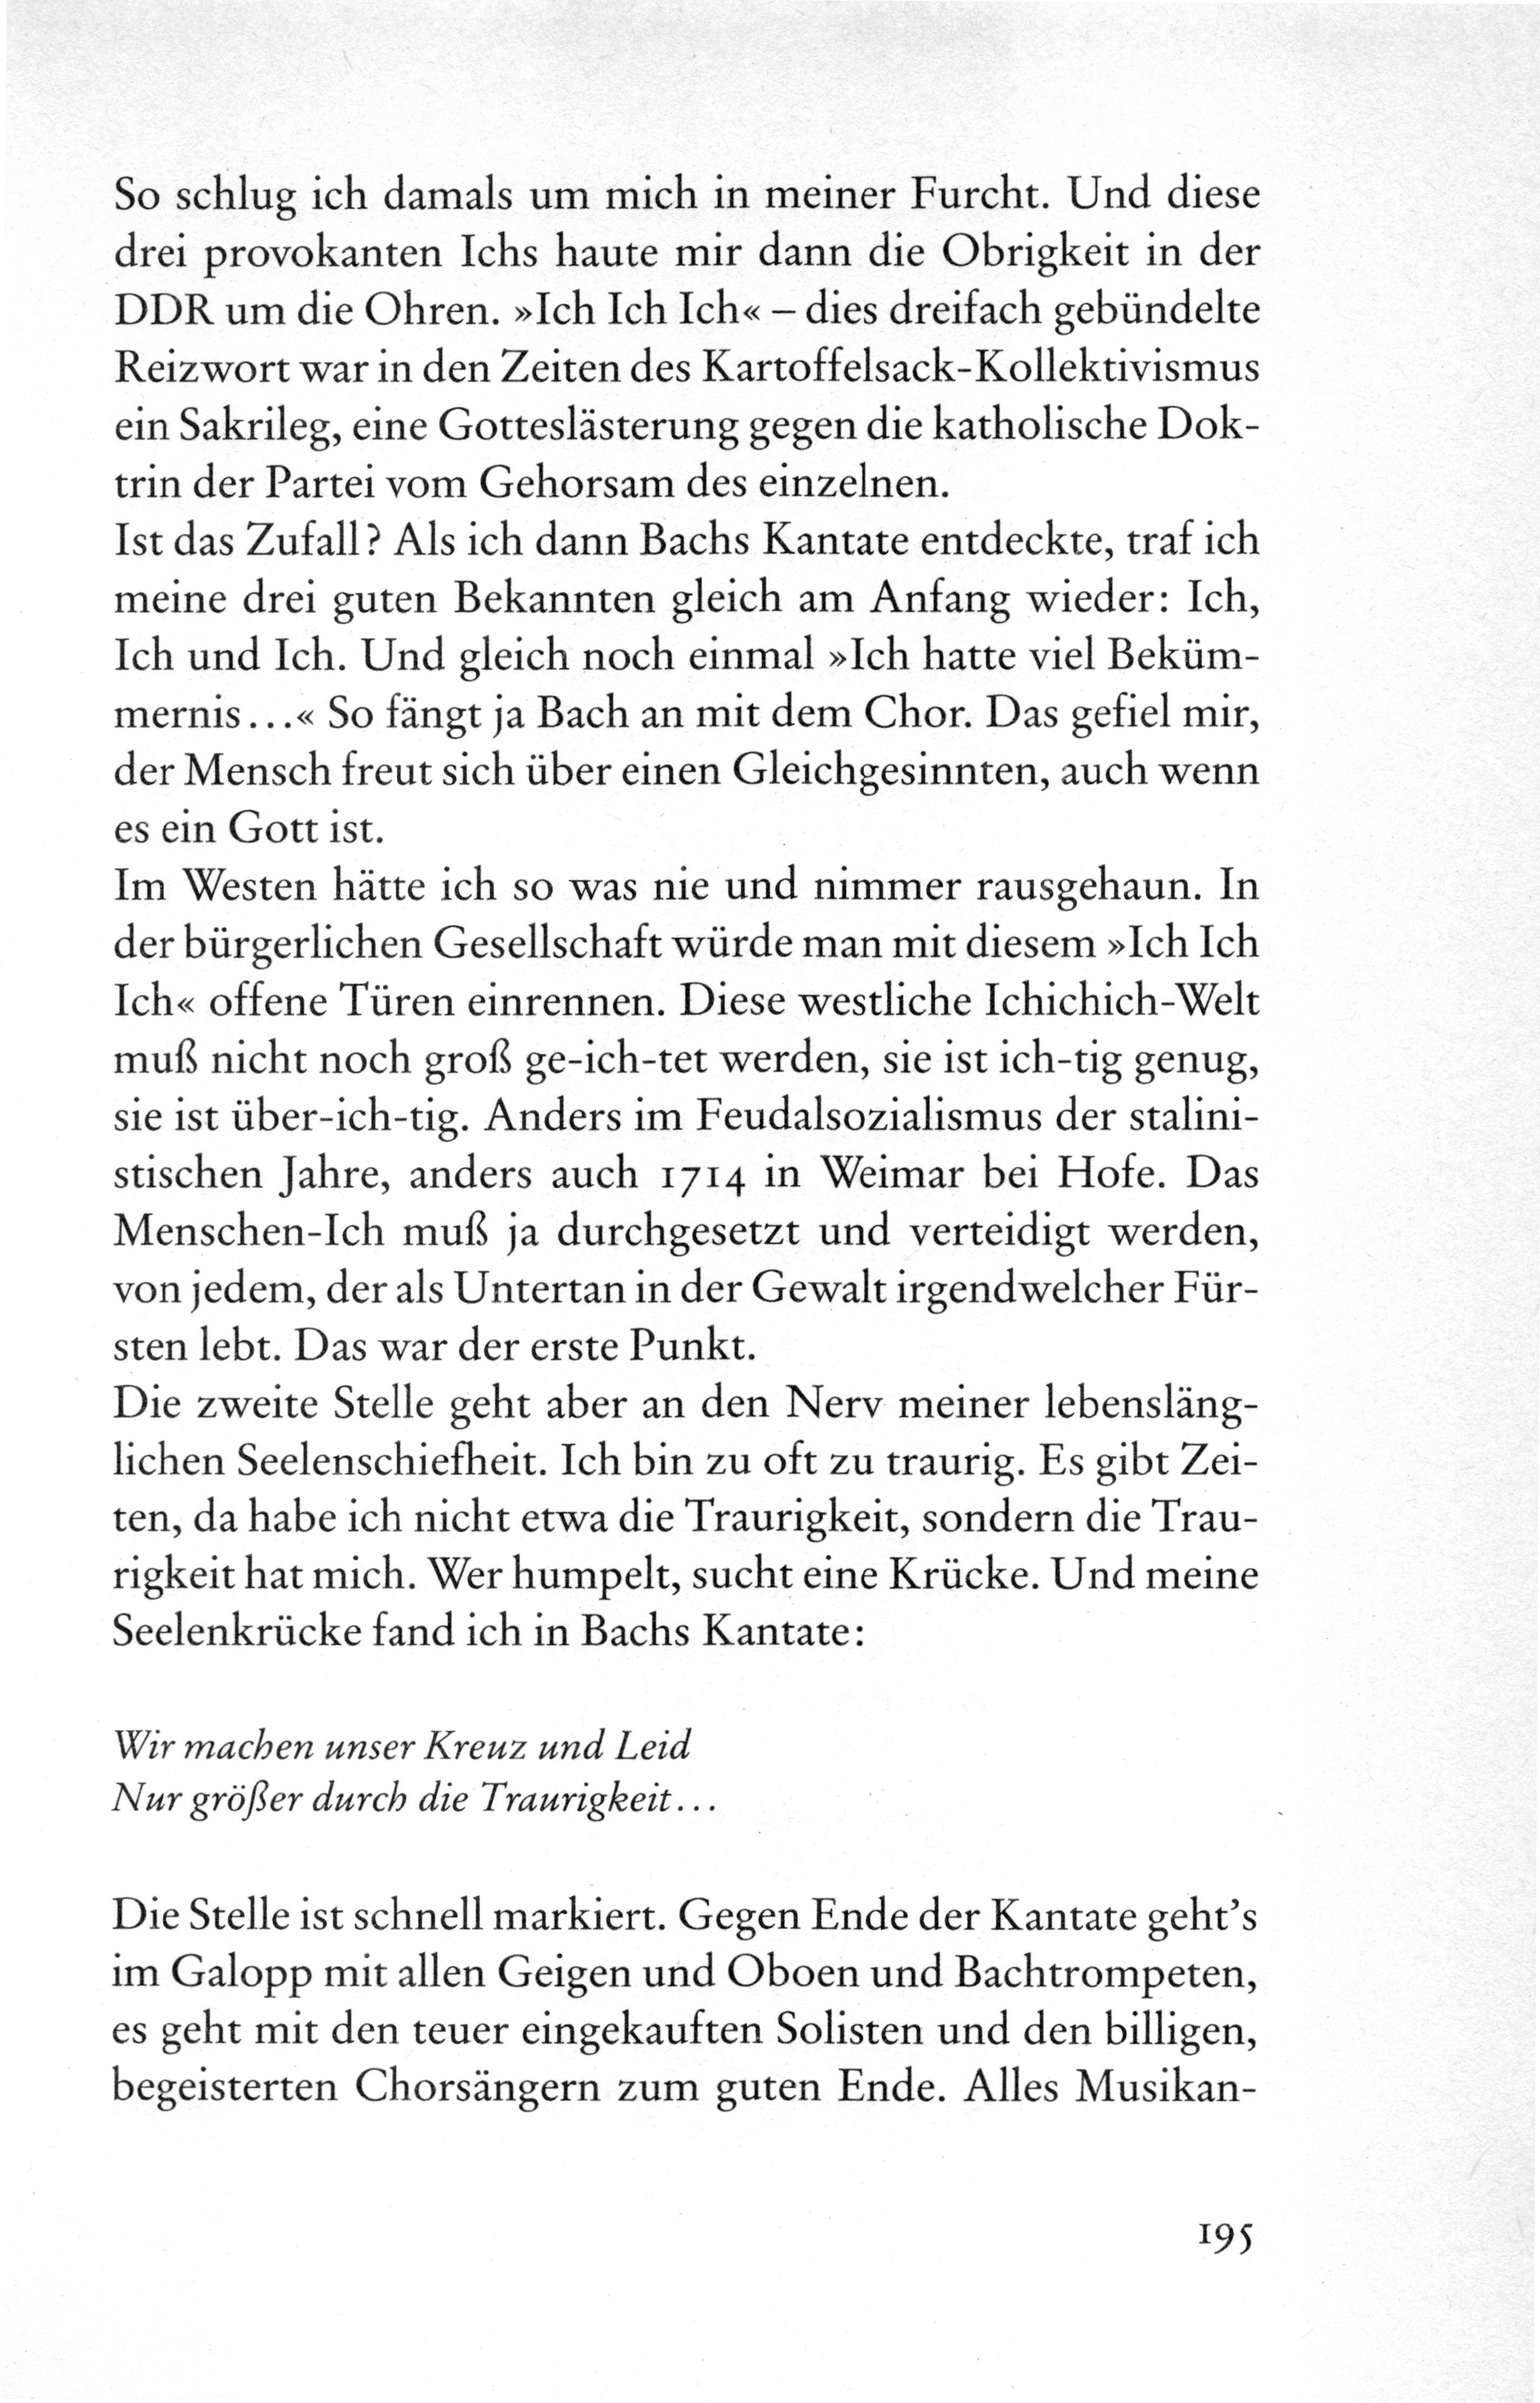 So schlug ich damals um mich in meiner Furcht. Und diese
drei provokanten Ichs haute mir dann die Obrigkeit in der
DDR um die Ohren. »Ich Ich Ich« – dies dreifach gebündelte
Reizwort war in den Zeiten des Kartoffelsack-Kollektivismus
ein Sakrileg, eine Gotteslästerung gegen die katholische Dok-
trin der Partei vom Gehorsam des einzelnen.
Ist das Zufall? Als ich dann Bachs Kantate entdeckte, traf ich
meine drei guten Bekannten gleich am Anfang wieder: Ich,
Ich und Ich. Und gleich noch einmal »Ich hatte viel Beküm-
mernis...« So fängt ja Bach an mit dem Chor. Das gefiel mir,
der Mensch freut sich über einen Gleichgesinnten, auch wenn
es ein Gott ist.
Im Westen hätte ich so was nie und nimmer rausgehaun. In
der bürgerlichen Gesellschaft würde man mit diesem »Ich Ich
Ich« offene Türen einrennen. Diese westliche Ichichich-Welt
muß nicht noch groß ge-ich-tet werden, sie ist ich-tig genug,
sie ist über-ich-tig. Anders im Feudalsozialismus der stalini-
stischen Jahre, anders auch 1714 in Weimar bei Hofe. Das
Menschen-Ich muß ja durchgesetzt und verteidigt werden,
von jedem, der als Untertan in der Gewalt irgendwelcher Für-
sten lebt. Das war der erste Punkt.
Die zweite Stelle geht aber an den Nerv meiner lebensläng-
lichen Seelenschiefheit. Ich bin zu oft zu traurig. Es gibt Zei-
ten, da habe ich nicht etwa die Traurigkeit, sondern die Trau-
rigkeit hat mich. Wer humpelt, sucht eine Krücke. Und meine
Seelenkrücke fand ich in Bachs Kantate:
Wir machen unser Kreuz und Leid
Nur größer durch die Traurigkeit...
Die Stelle ist schnell markiert. Gegen Ende der Kantate geht's
im Galopp mit allen Geigen und Oboen und Bachtrompeten,
es geht mit den teuer eingekauften Solisten und den billigen,
begeisterten Chorsängern zum guten Ende. Alles Musikan-
195